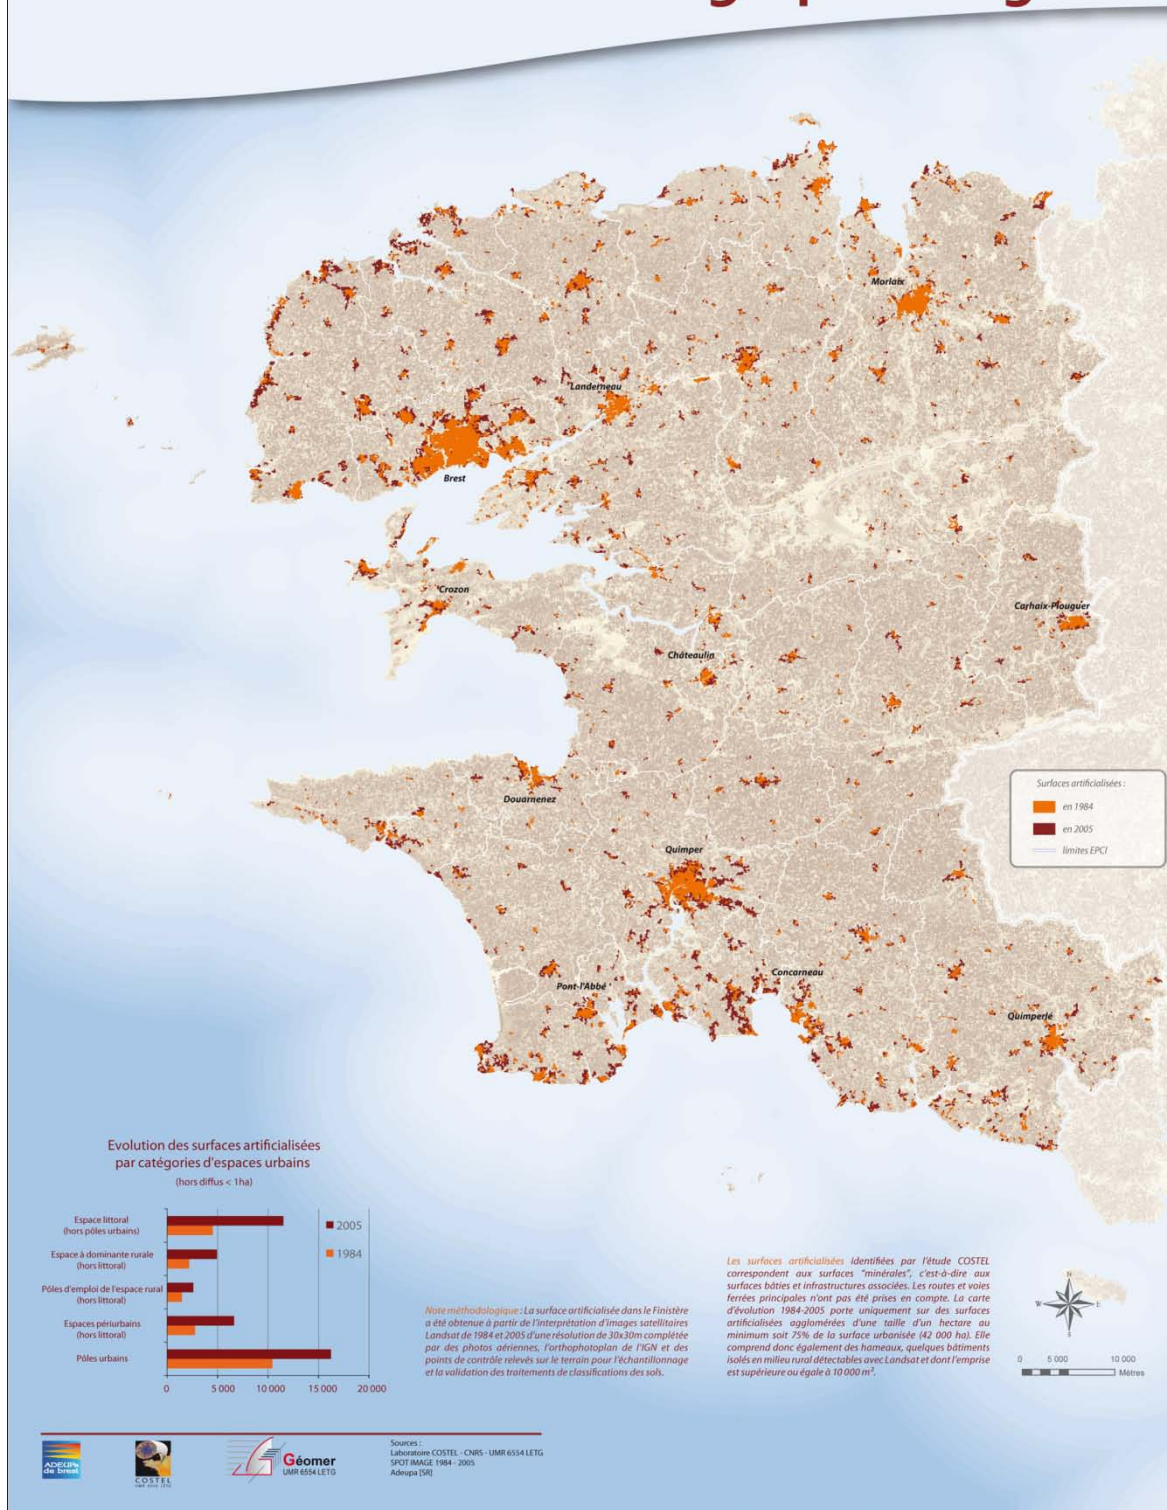 Morlaix
Landerneau
Brest
Crozon
Carhaix-Plouguer
Châteaulin
Surfaces artificialisées :
en 1984
en 2005
limites EPCI
Douarnenez
Quimper
Concarneau
Pont-l'Abbé
Quimperlé
Evolution des surfaces artificialisées
par catégories d'espaces urbains
(hors diffus < 1ha)
Espace littoral
(hors pôles urbains)
Espace à dominante rurale
(hors littoral)
Pôles d'emploi de l'espace rural
(hors littoral)
Espaces périurbains
(hors littoral)
Pôles urbains
2005
1984
0 5 000 10 000 15 000 20 000
Note méthodologique : La surface artificialisée dans le Finistère
a été obtenue à partir de l'interprétation d'images satellitaires
Landsat de 1984 et 2005 d'une résolution de 30x30m complétée
par des photos aériennes, l'orthophotoplan de l'IGN et des
points de contrôle relevés sur le terrain pour l'échantillonnage
et la validation des traitements de classifications des sols.
Les surfaces artificialisées identifiées par l'étude COSTEL
correspondent aux surfaces "minérales", c'est-à-dire aux
surfaces bâties et infrastructures associées. Les routes et voies
ferrées principales n'ont pas été prises en compte. La carte
d'évolution 1984-2005 porte uniquement sur des surfaces
artificialisées agglomérées d'une taille d'un hectare au
minimum soit 75% de la surface urbanisée (42 000 ha). Elle
comprend donc également des hameaux, quelques bâtiments
isolés en milieu rural détectables avec Landsat et dont l'emprise
est supérieure ou égale à 10 000 m².
N
W E
S
0 5 000 10 000
Mètres
ADEUPa
de brest
COSTEL
UMR 6554 LETG
Géomer
UMR 6554 LETG
Sources :
Laboratoire COSTEL - CNRS - UMR 6554 LETG
SPOT IMAGE 1984 - 2005
Adeupa [SR]